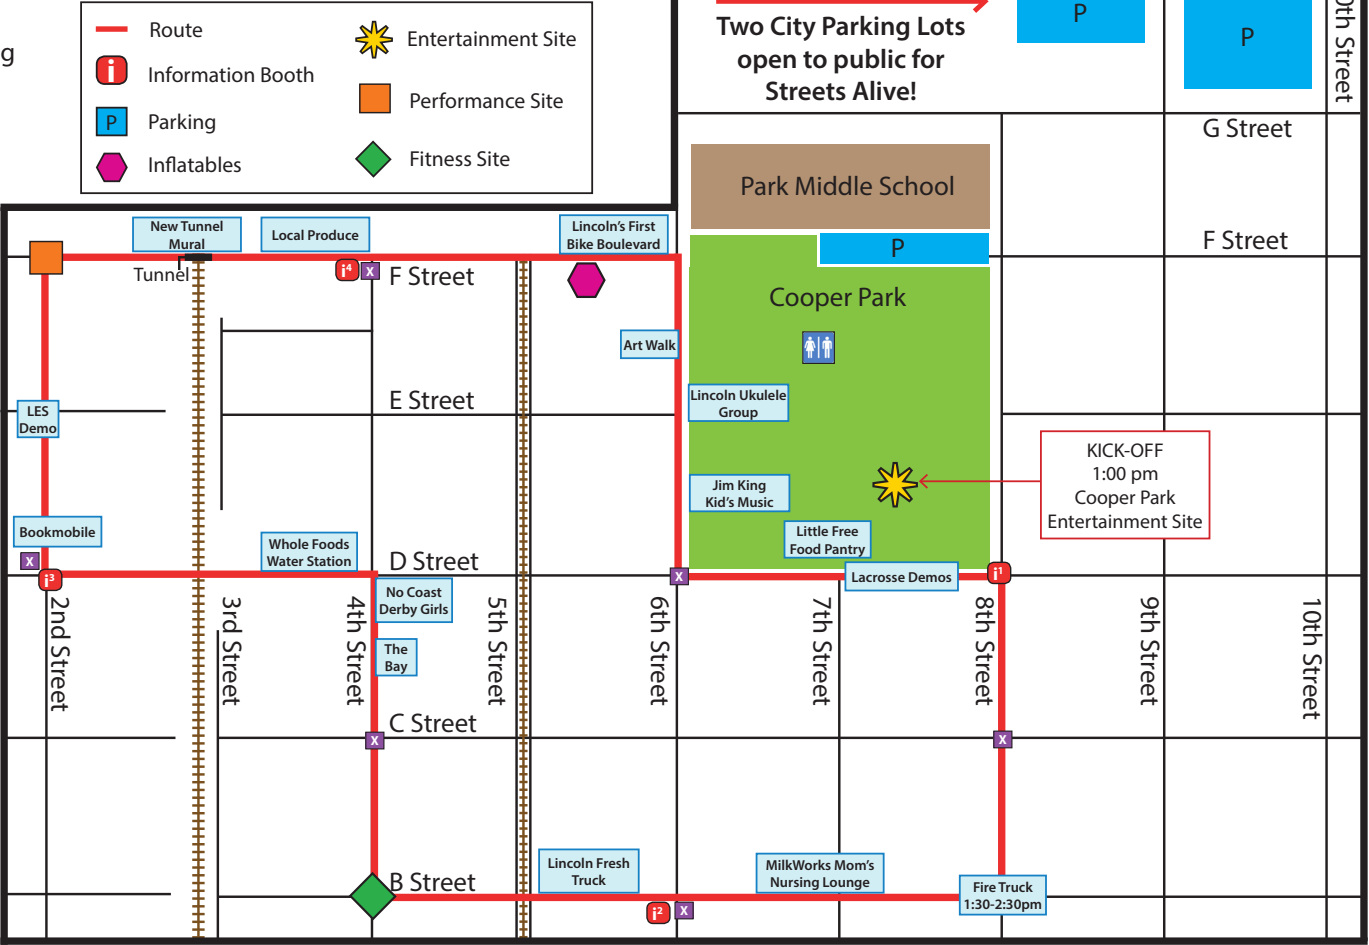 g
Route
Information Booth
P
Parking
Inflatables
Entertainment Site
Performance Site
Fitness Site
Two City Parking Lots
open to public for
Streets Alive!
P
P
0th Street
G Street
Park Middle School
F Street
P
Cooper Park
New Tunnel
Mural
Tunnel
Local Produce
i4
X
F Street
Lincoln's First
Bike Boulevard
Art Walk
Lincoln Ukulele
Group
E Street
LES
Demo
KICK-OFF
1:00 pm
Cooper Park
Entertainment Site
Jim King
Kid's Music
Little Free
Food Pantry
Bookmobile
X
i3
Whole Foods
Water Station
D Street
X
Lacrosse Demos
i1
No Coast
Derby Girls
The
Bay
2nd Street
3rd Street
4th Street
5th Street
6th Street
7th Street
8th Street
9th Street
10th Street
C Street
X
X
B Street
Lincoln Fresh
Truck
MilkWorks Mom's
Nursing Lounge
Fire Truck
1:30-2:30pm
i2
X